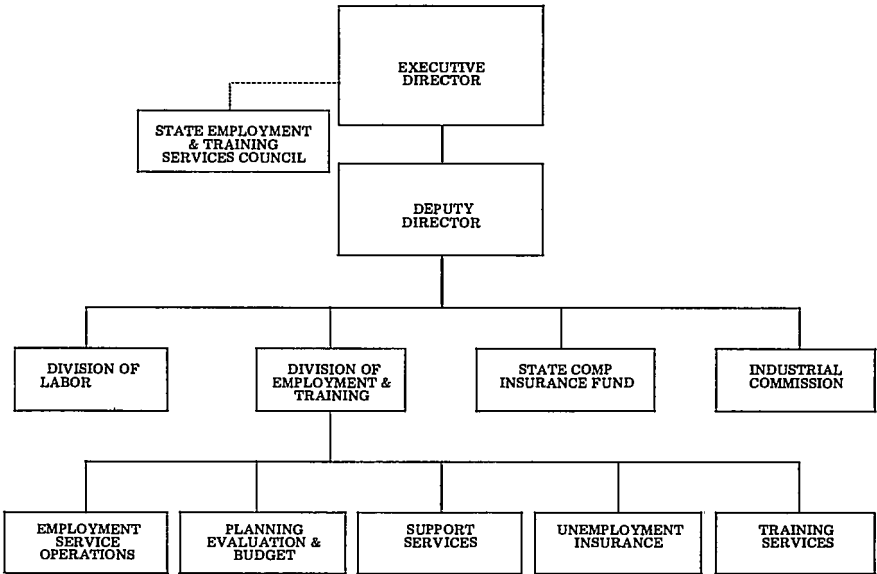 EXECUTIVE
DIRECTOR
STATE EMPLOYMENT
& TRAINING
SERVICES COUNCIL
DEPUTY
DIRECTOR
DIVISION OF
LABOR
DIVISION OF
EMPLOYMENT &
TRAINING
STATE COMP
INSURANCE FUND
INDUSTRIAL
COMMISSION
EMPLOYMENT
SERVICE
OPERATIONS
PLANNING
EVALUATION &
BUDGET
SUPPORT
SERVICES
UNEMPLOYMENT
INSURANCE
TRAINING
SERVICES